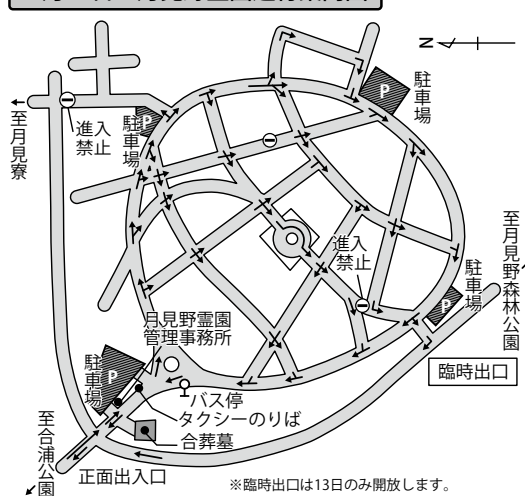 N
P
駐車場
進入
禁止
P
駐車場
至月見寮
進入
禁止
至月見野森林公園
駐車場
P
月見野霊園
管理事務所
駐車場
P
臨時出口
バス停
タクシーのりば
合葬墓
至合浦公園
正面出入口
※臨時出口は13日のみ開放します。